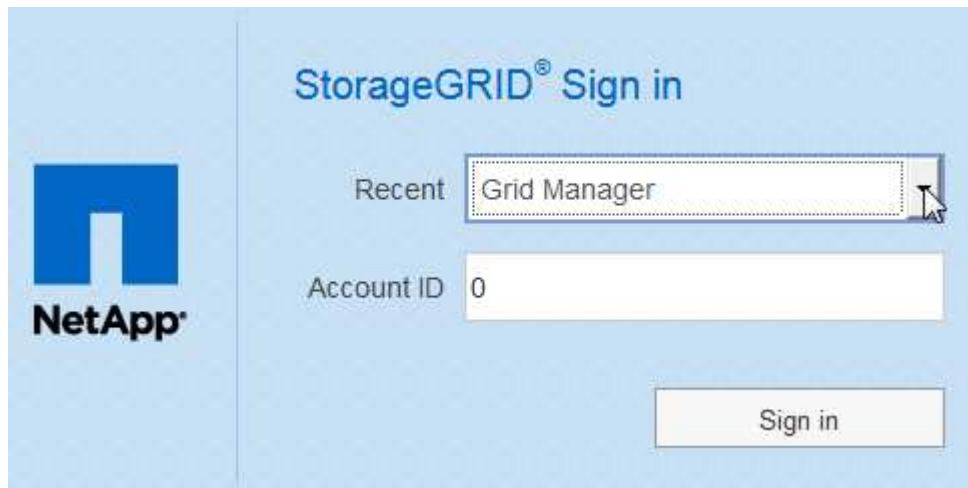 StorageGRID® Sign in
Recent Grid Manager
Account ID 0
NetApp
Sign in